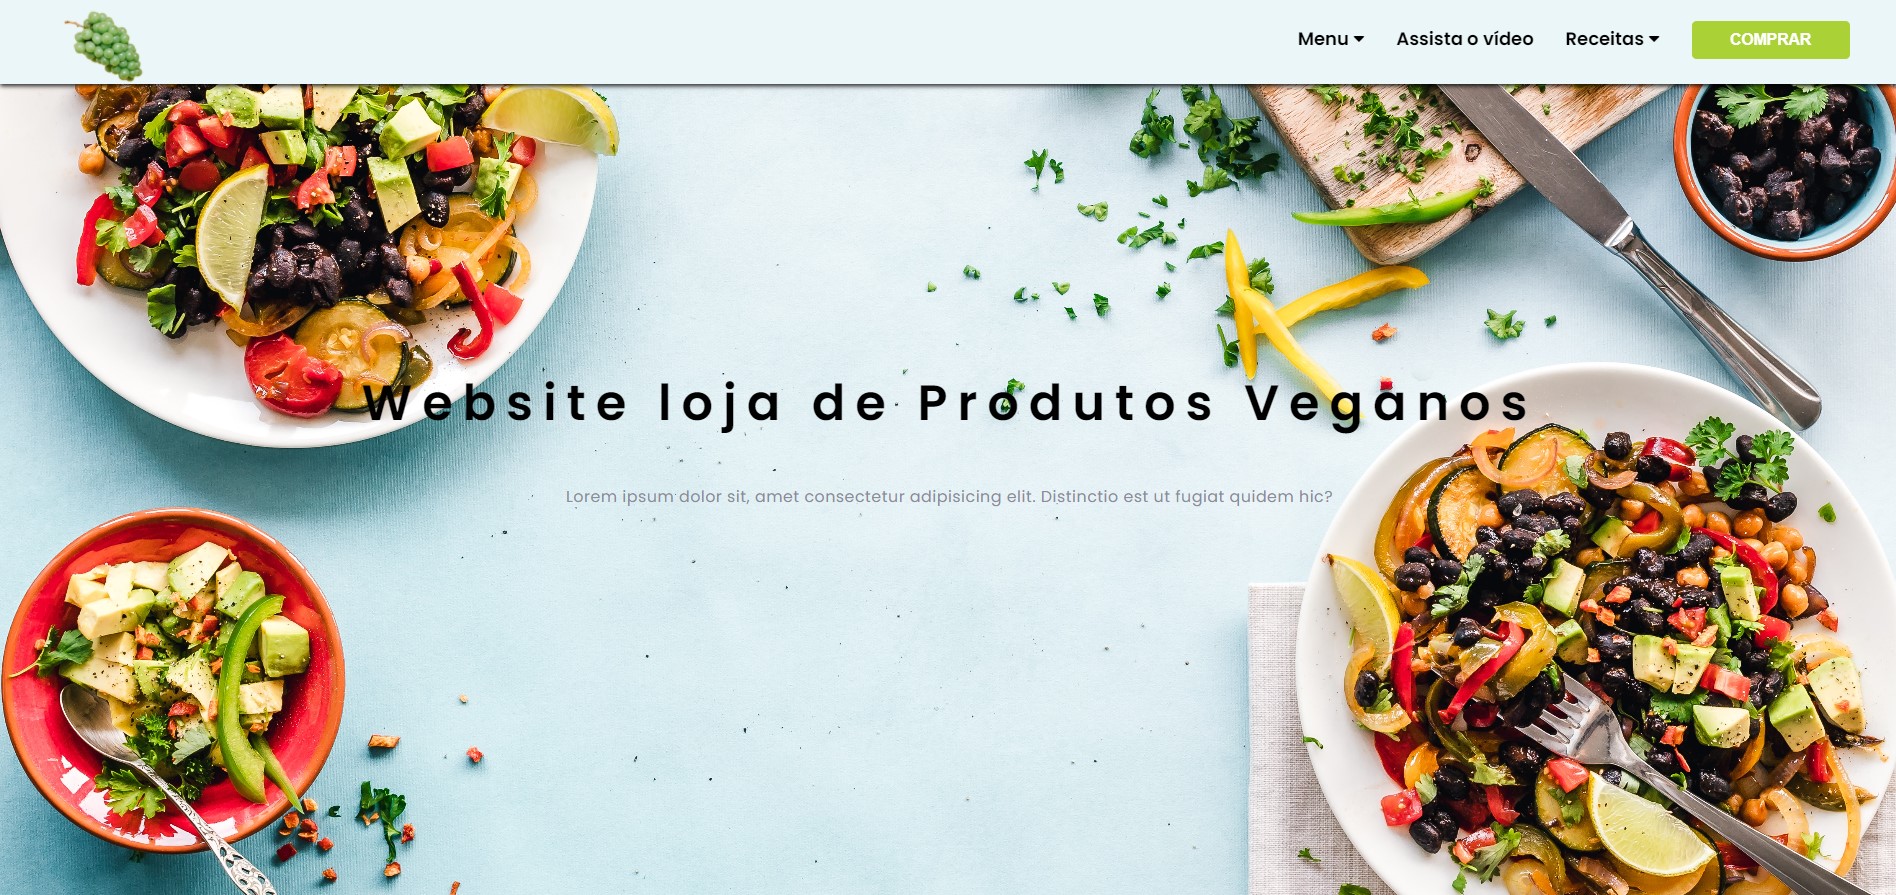 Menu Assista o vídeo Receitas COMPRAR
Website loja de Produtos Veganos
Lorem ipsum dolor sit, amet consectetur adipisicing elit. Distinctio est ut fugiat quidem hic?